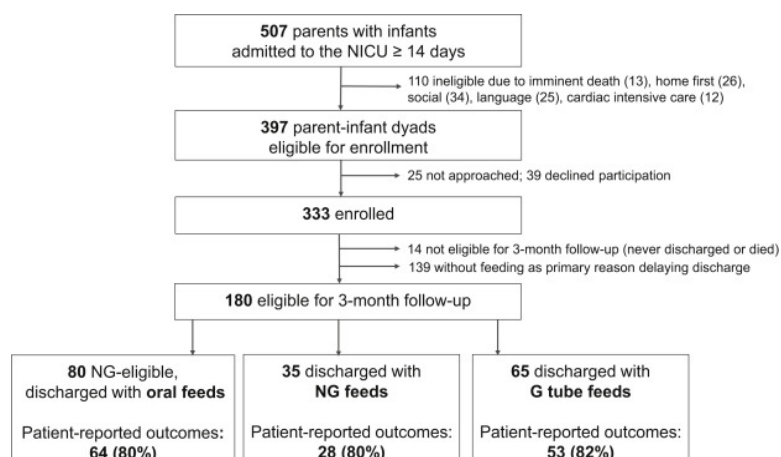 507 parents with infants
admitted to the NICU ≥ 14 days
110 ineligible due to imminent death (13), home first (26),
social (34), language (25), cardiac intensive care (12)
397 parent-infant dyads
eligible for enrollment
25 not approached; 39 declined participation
333 enrolled
14 not eligible for 3-month follow-up (never discharged or died)
139 without feeding as primary reason delaying discharge
180 eligible for 3-month follow-up
80 NG-eligible,
discharged with oral feeds
Patient-reported outcomes:
64 (80%)
35 discharged with
NG feeds
Patient-reported outcomes:
28 (80%)
65 discharged with
G tube feeds
Patient-reported outcomes:
53 (82%)